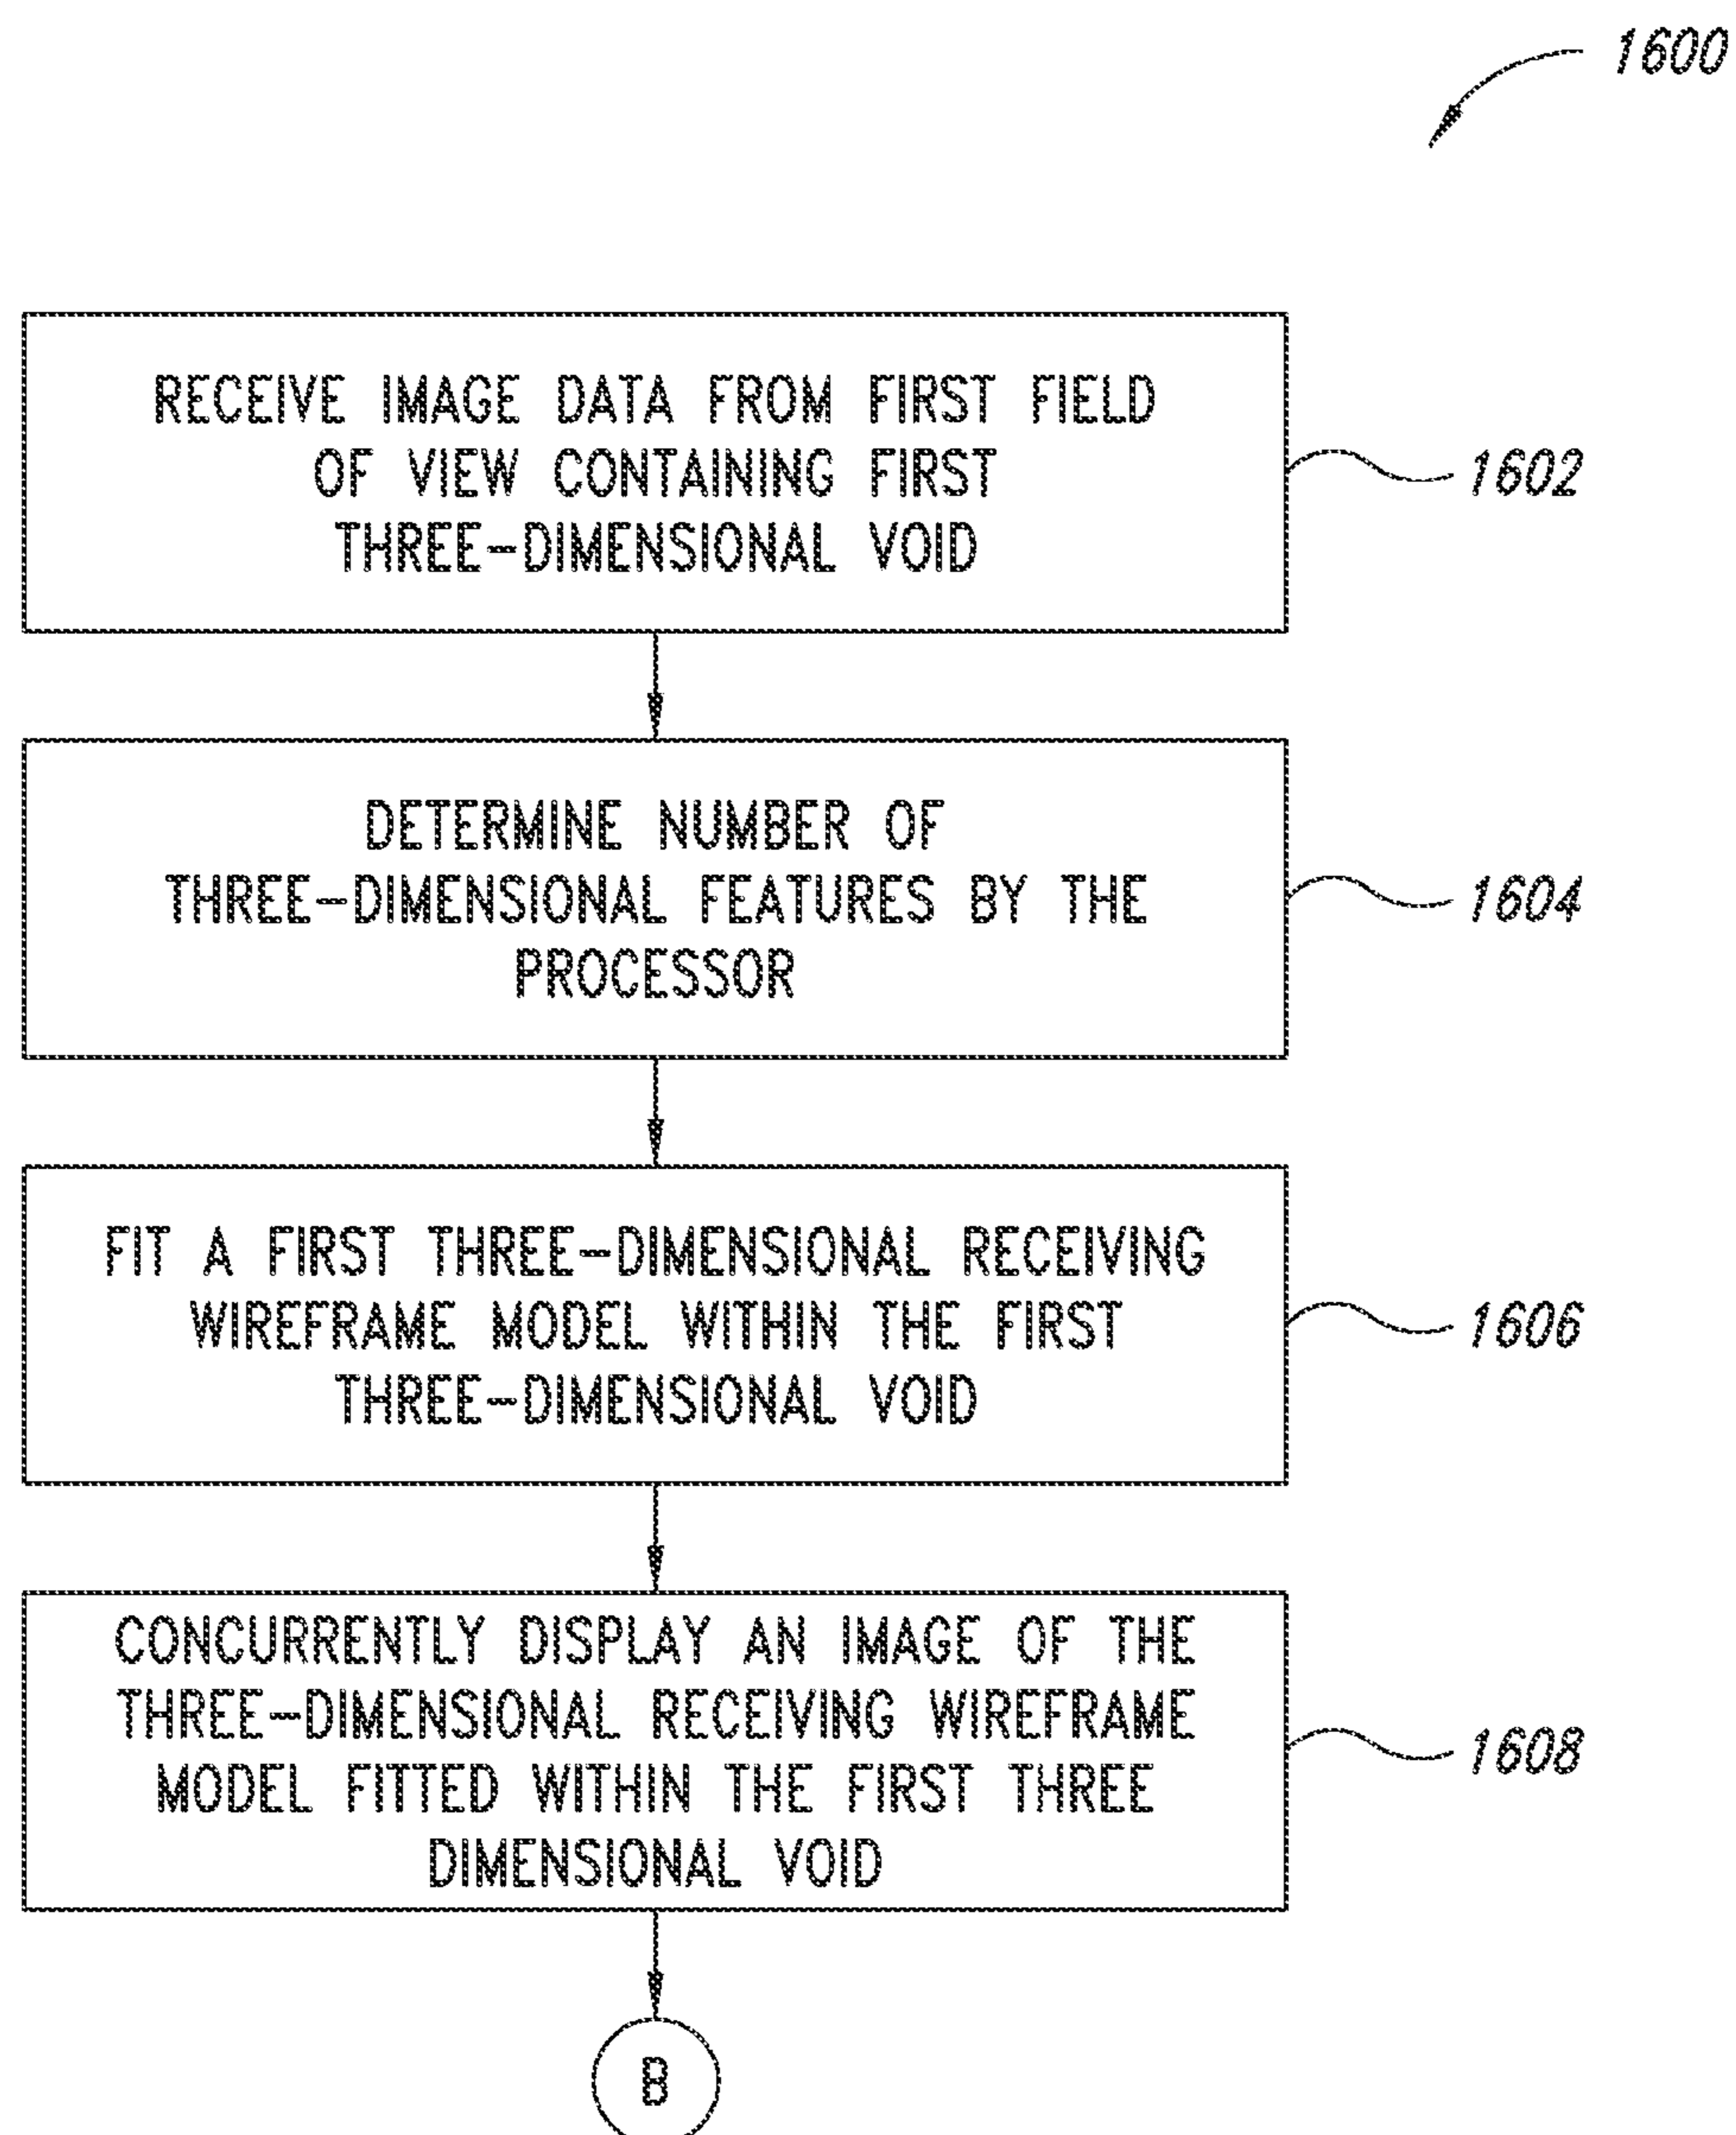 1600
RECEIVE IMAGE DATA FROM FIRST FIELD
OF VIEW CONTAINING FIRST
THREE-DIMENSIONAL VOID
1602
DETERMINE NUMBER OF
THREE-DIMENSIONAL FEATURES BY THE
PROCESSOR
1604
FIT A FIRST THREE-DIMENSIONAL RECEIVING
WIREFRAME MODEL WITHIN THE FIRST
THREE-DIMENSIONAL VOID
1606
CONCURRENTLY DISPLAY AN IMAGE OF THE
THREE-DIMENSIONAL RECEIVING WIREFRAME
MODEL FITTED WITHIN THE FIRST THREE
DIMENSIONAL VOID
1608
B